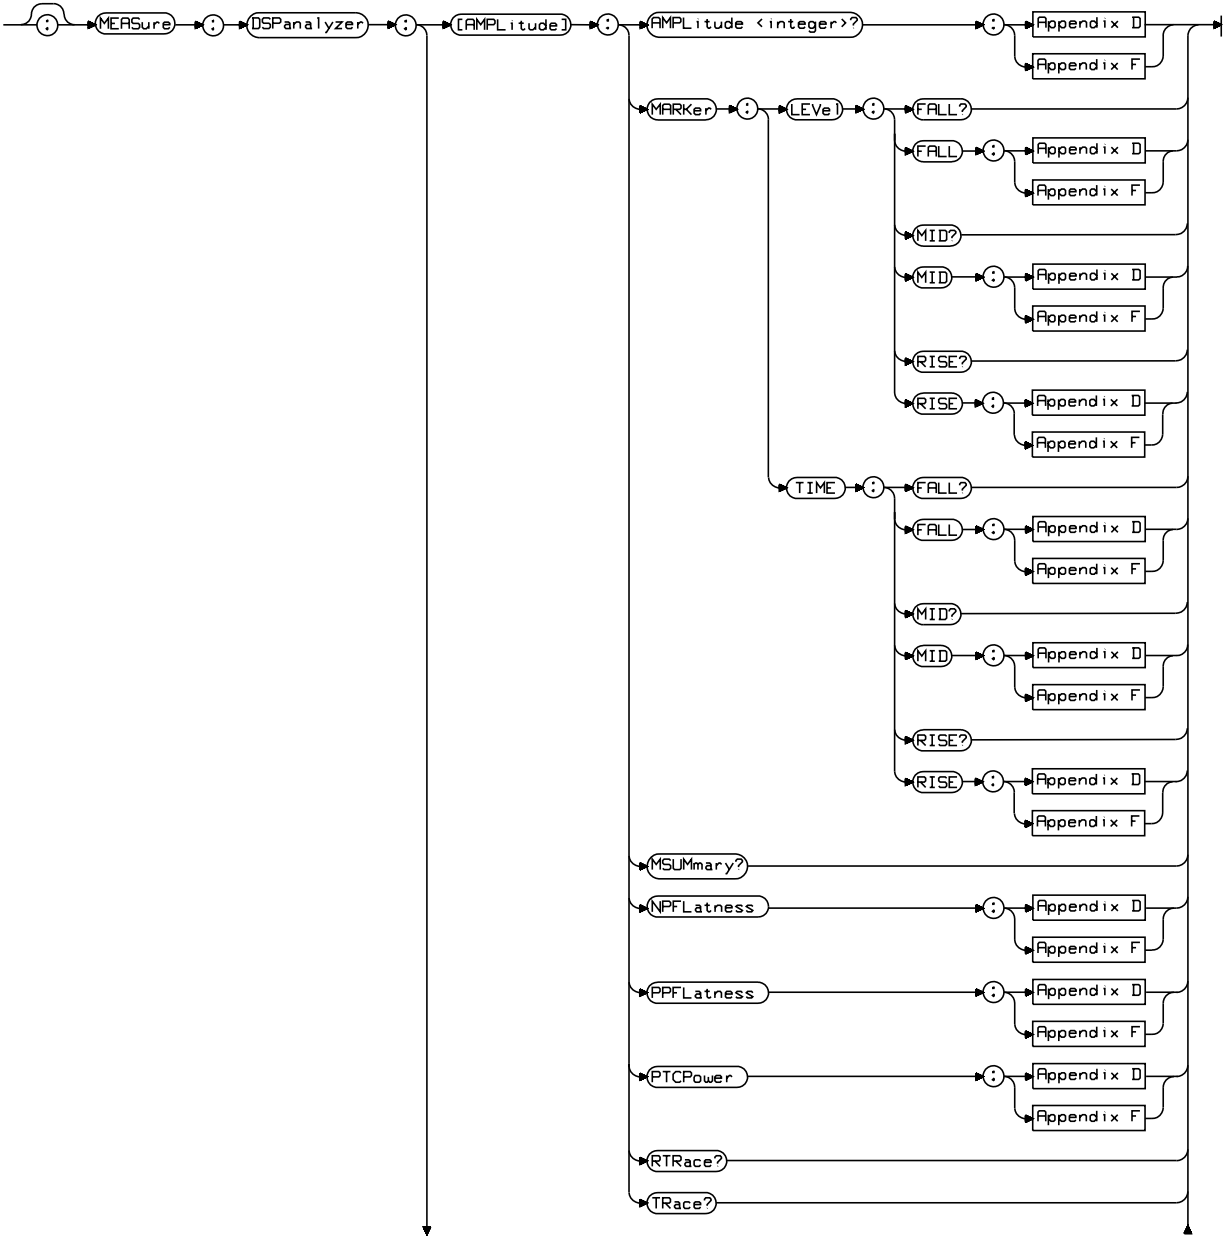 : MEASure : DSPanalyzer : [AMPLitude] : AMPLitude <integer>? : Appendix D
Appendix F
MARKer : LEVel : FALL?
FALL : Appendix D
Appendix F
MID?
MID : Appendix D
Appendix F
RISE?
RISE : Appendix D
Appendix F
TIME : FALL?
FALL : Appendix D
Appendix F
MID?
MID : Appendix D
Appendix F
RISE?
RISE : Appendix D
Appendix F
MSUMmary?
NPFLatness : Appendix D
Appendix F
PPFLatness : Appendix D
Appendix F
PTCPower : Appendix D
Appendix F
RTRace?
TRace?